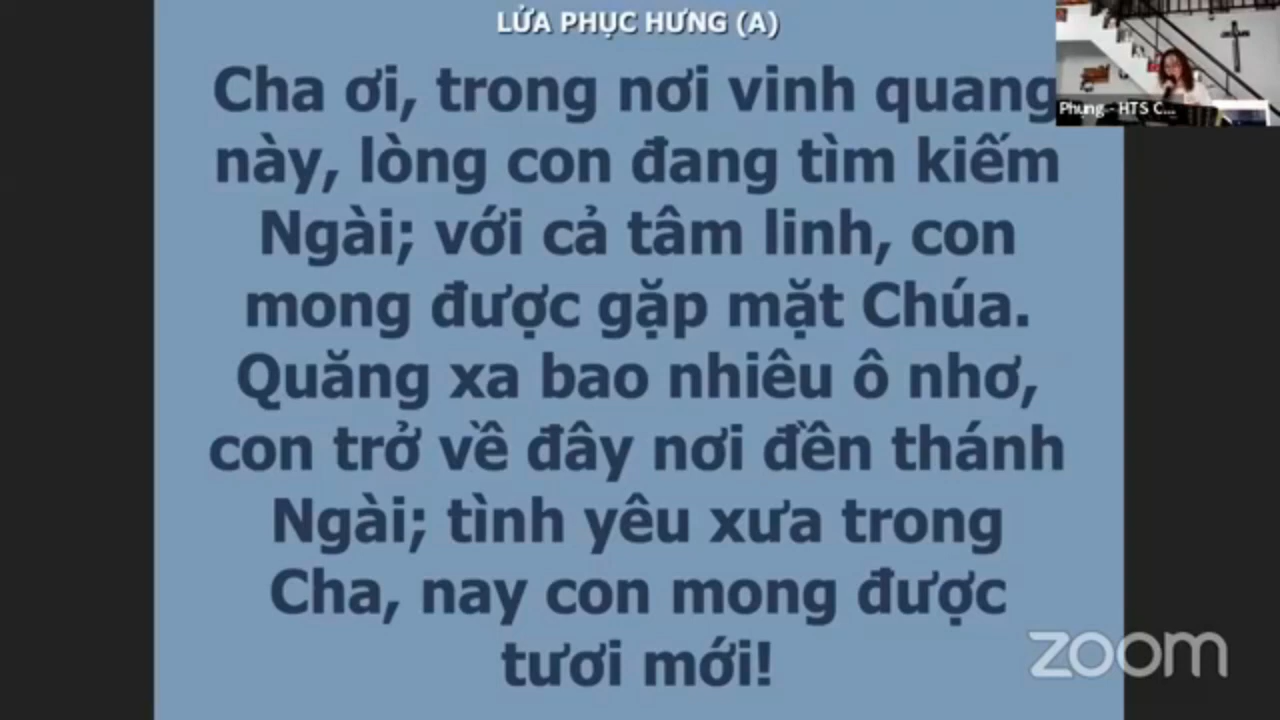 LỬA PHỤC HƯNG (A)
Cha ơi, trong nơi vinh quang
này, lòng con đang tìm kiếm
Ngài; với cả tâm linh, con
mong được gặp mặt Chúa.
Quăng xa bao nhiêu ô nhơ,
con trở về đây nơi đền thánh
Ngài; tình yêu xưa trong
Cha, nay con mong được
tươi mới!
Phung - HTS C...
zoom